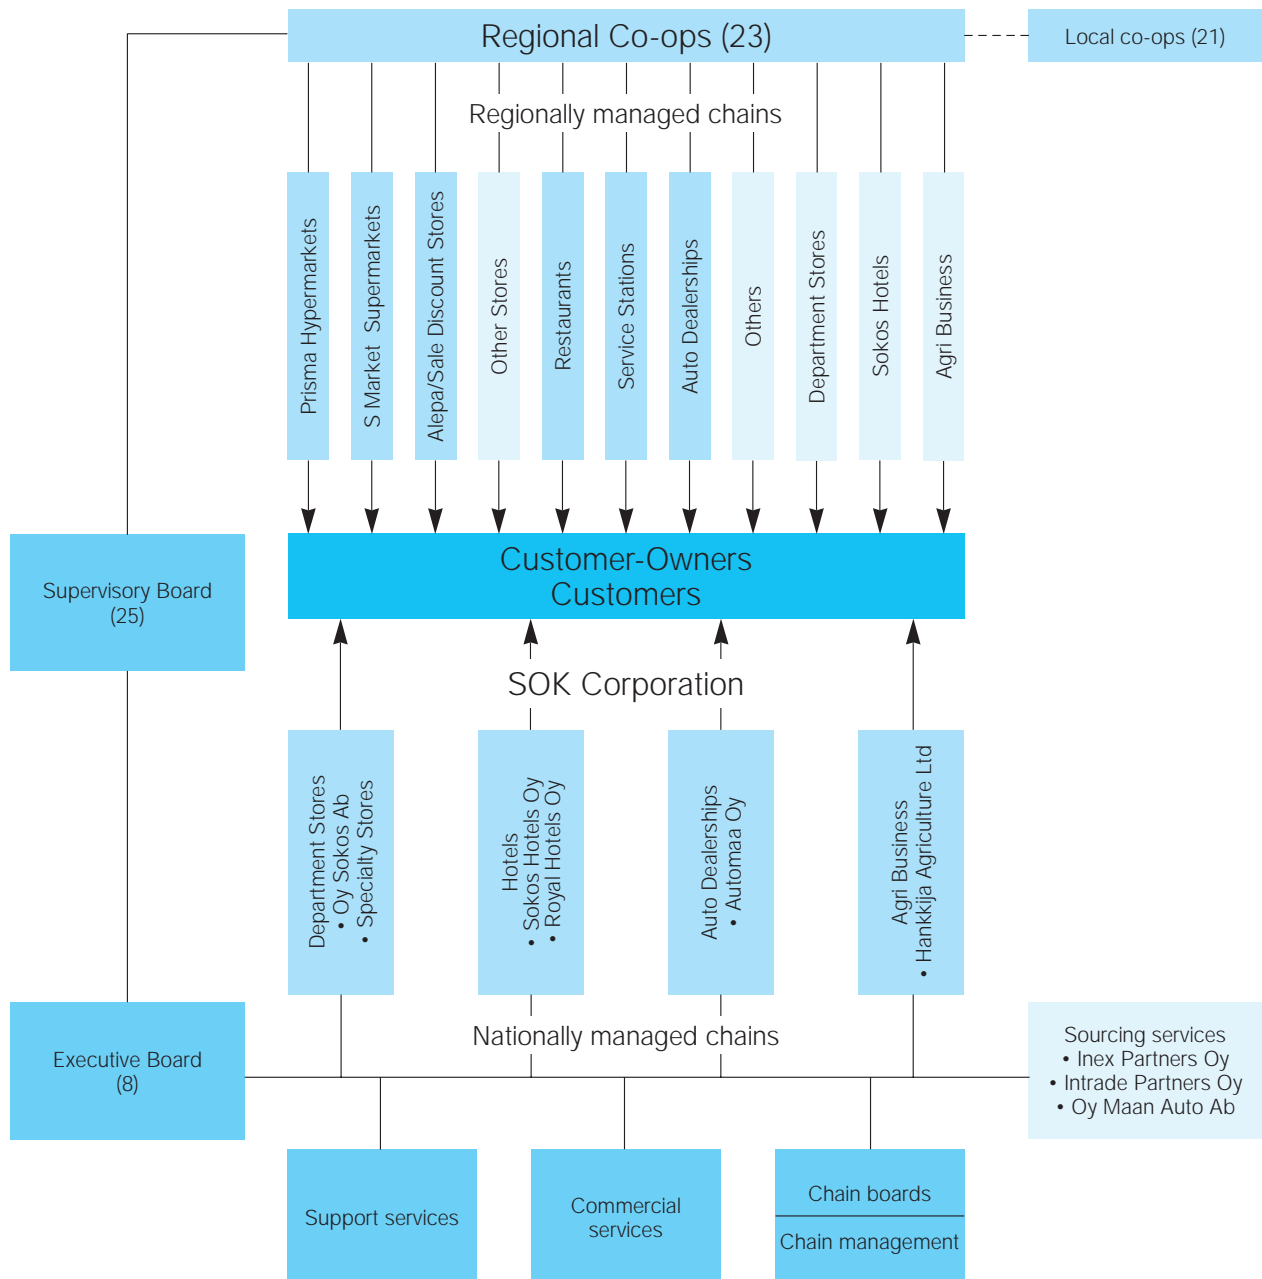 Regional Co-ops (23)
Local co-ops (21)
Regionally managed chains
Prisma Hypermarkets
S Market Supermarkets
Alepa/Sale Discount Stores
Other Stores
Restaurants
Service Stations
Auto Dealerships
Others
Department Stores
Sokos Hotels
Agri Business
Customer-Owners
Customers
Supervisory Board
(25)
SOK Corporation
Department Stores
• Oy Sokos Ab
• Specialty Stores
Hotels
• Sokos Hotels Oy
• Royal Hotels Oy
Auto Dealerships
• Automaa Oy
Agri Business
• Hankkija Agriculture Ltd
Nationally managed chains
Executive Board
(8)
Sourcing services
• Inex Partners Oy
• Intrade Partners Oy
• Oy Maan Auto Ab
Support services
Commercial
services
Chain boards
Chain management